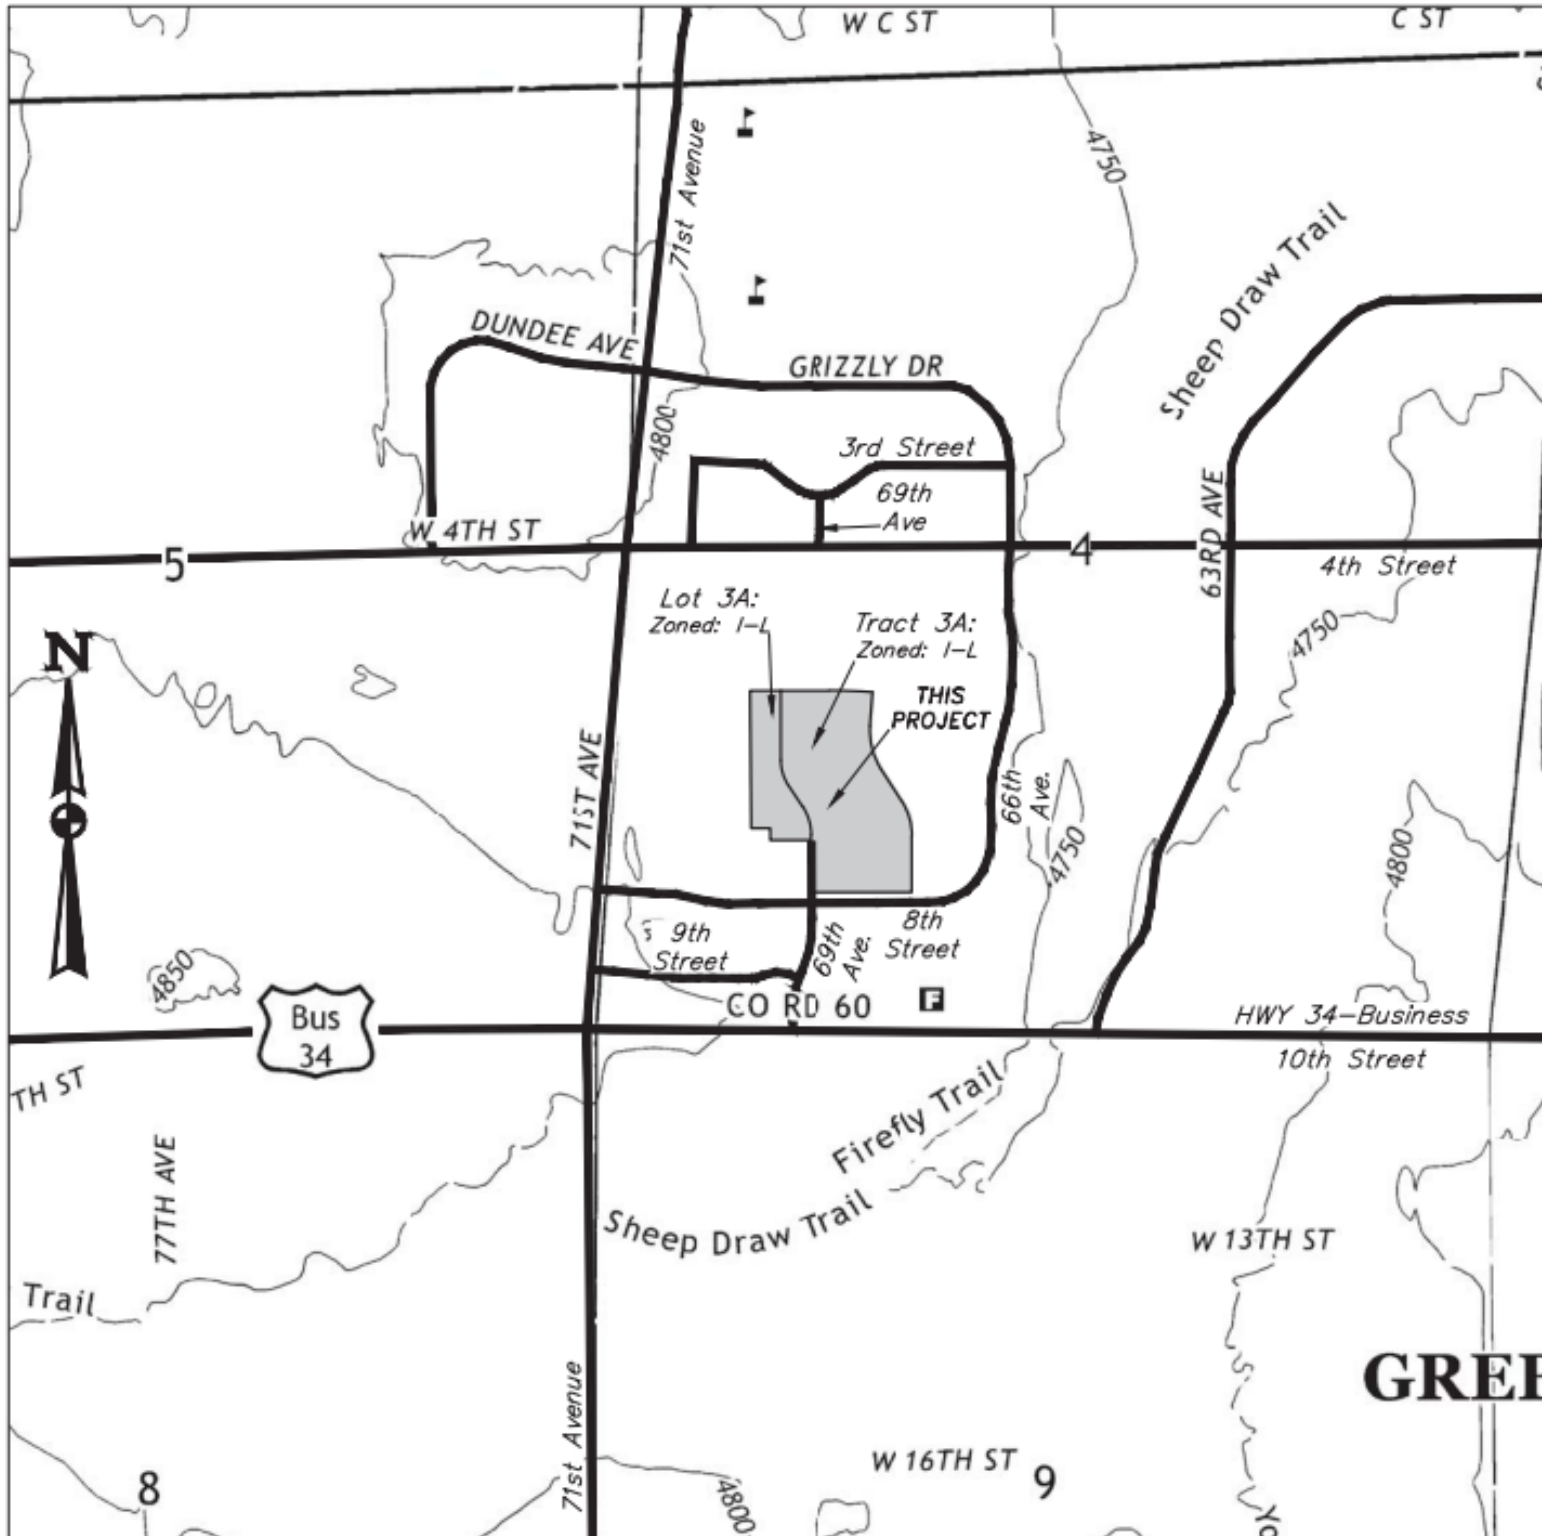 W C ST
C ST
71st Avenue
4750
Sheep Draw Trail
DUNDEE AVE
GRIZZLY DR
4800
3rd Street
69th
Ave
63RD AVE
W 4TH ST
5
4
4th Street
Lot 3A:
Zoned: I-L
Tract 3A:
Zoned: I-L
4750
N
THIS
PROJECT
71ST AVE
66th
Ave.
4750
4800
9th
Street
69th
Ave.
8th
Street
4850
CO RD 60
F
Bus
34
HWY 34-Business
10th Street
TH ST
Firefly Trail
77TH AVE
Sheep Draw Trail
W 13TH ST
Trail
GREE
71st Avenue
W 16TH ST
8
9
4800
Yo